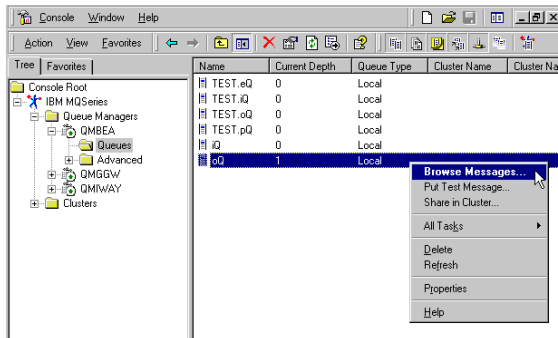 Console Window Help
Action View Favorites
Tree Favorites
Console Root
IBM MQSeries
Queue Managers
QMBEA
Queues
Advanced
QMGGW
QMIWAY
Clusters
Name Current Depth Queue Type Cluster Name Cluster Na
TEST.eQ 0 Local
TEST.iQ 0 Local
TEST.oQ 0 Local
TEST.pQ 0 Local
iQ 0 Local
oQ 1 Local
Browse Messages...
Put Test Message...
Share in Cluster...
All Tasks
Delete
Refresh
Properties
Help